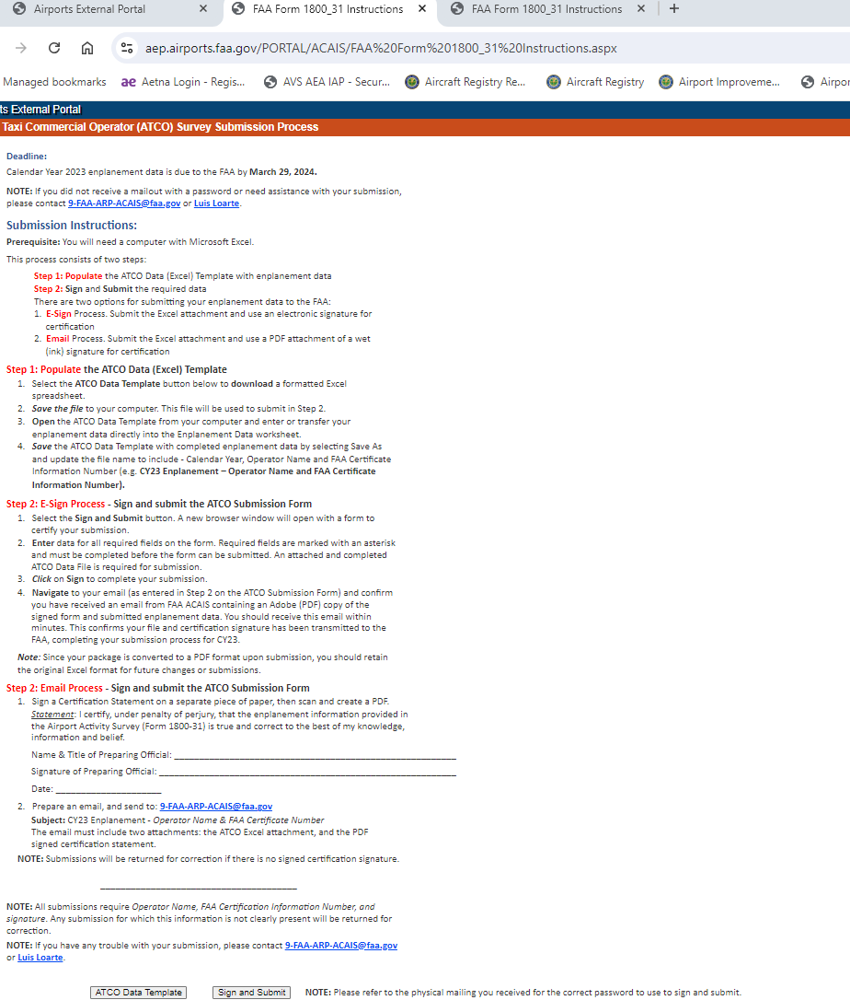 Airports External Portal
FAA Form 1800_31 Instructions
FAA Form 1800_31 Instructions
aep.airports.faa.gov/PORTAL/ACAIS/FAA%20Form%201800_31%20Instructions.aspx
Managed bookmarks
ae Aetna Login - Regis...
AVS AEA IAP - Secur...
Aircraft Registry Re...
Aircraft Registry
Airport Improveme...
Airpor
ts External Portal
Taxi Commercial Operator (ATCO) Survey Submission Process
Deadline:
Calendar Year 2023 enplanement data is due to the FAA by March 29, 2024.
NOTE: If you did not receive a mailout with a password or need assistance with your submission,
please contact 9-FAA-ARP-ACAIS@faa.gov or Luis Loarte.
Submission Instructions:
Prerequisite: You will need a computer with Microsoft Excel.
This process consists of two steps:
Step 1: Populate the ATCO Data (Excel) Template with enplanement data
Step 2: Sign and Submit the required data
There are two options for submitting your enplanement data to the FAA:
1. E-Sign Process. Submit the Excel attachment and use an electronic signature for
certification
2. Email Process. Submit the Excel attachment and use a PDF attachment of a wet
(ink) signature for certification
Step 1: Populate the ATCO Data (Excel) Template
1. Select the ATCO Data Template button below to download a formatted Excel
spreadsheet.
2. Save the file to your computer. This file will be used to submit in Step 2.
3. Open the ATCO Data Template from your computer and enter or transfer your
enplanement data directly into the Enplanement Data worksheet.
4. Save the ATCO Data Template with completed enplanement data by selecting Save As
and update the file name to include - Calendar Year, Operator Name and FAA Certificate
Information Number (e.g. CY23 Enplanement – Operator Name and FAA Certificate
Information Number).
Step 2: E-Sign Process - Sign and submit the ATCO Submission Form
1. Select the Sign and Submit button. A new browser window will open with a form to
certify your submission.
2. Enter data for all required fields on the form. Required fields are marked with an asterisk
and must be completed before the form can be submitted. An attached and completed
ATCO Data File is required for submission.
3. Click on Sign to complete your submission.
4. Navigate to your email (as entered in Step 2 on the ATCO Submission Form) and confirm
you have received an email from FAA ACAIS containing an Adobe (PDF) copy of the
signed form and submitted enplanement data. You should receive this email within
minutes. This confirms your file and certification signature has been transmitted to the
FAA, completing your submission process for CY23.
Note: Since your package is converted to a PDF format upon submission, you should retain
the original Excel format for future changes or submissions.
Step 2: Email Process - Sign and submit the ATCO Submission Form
1. Sign a Certification Statement on a separate piece of paper, then scan and create a PDF.
Statement: I certify, under penalty of perjury, that the enplanement information provided in
the Airport Activity Survey (Form 1800-31) is true and correct to the best of my knowledge,
information and belief.
Name & Title of Preparing Official: ______________________________
Signature of Preparing Official: ______________________________
Date: ____________________
2. Prepare an email, and send to: 9-FAA-ARP-ACAIS@faa.gov
Subject: CY23 Enplanement - Operator Name & FAA Certificate Number
The email must include two attachments: the ATCO Excel attachment, and the PDF
signed certification statement.
NOTE: Submissions will be returned for correction if there is no signed certification signature.
NOTE: All submissions require Operator Name, FAA Certification Information Number, and
signature. Any submission for which this information is not clearly present will be returned for
correction.
NOTE: If you have any trouble with your submission, please contact 9-FAA-ARP-ACAIS@faa.gov
or Luis Loarte.
ATCO Data Template
Sign and Submit
NOTE: Please refer to the physical mailing you received for the correct password to use to sign and submit.